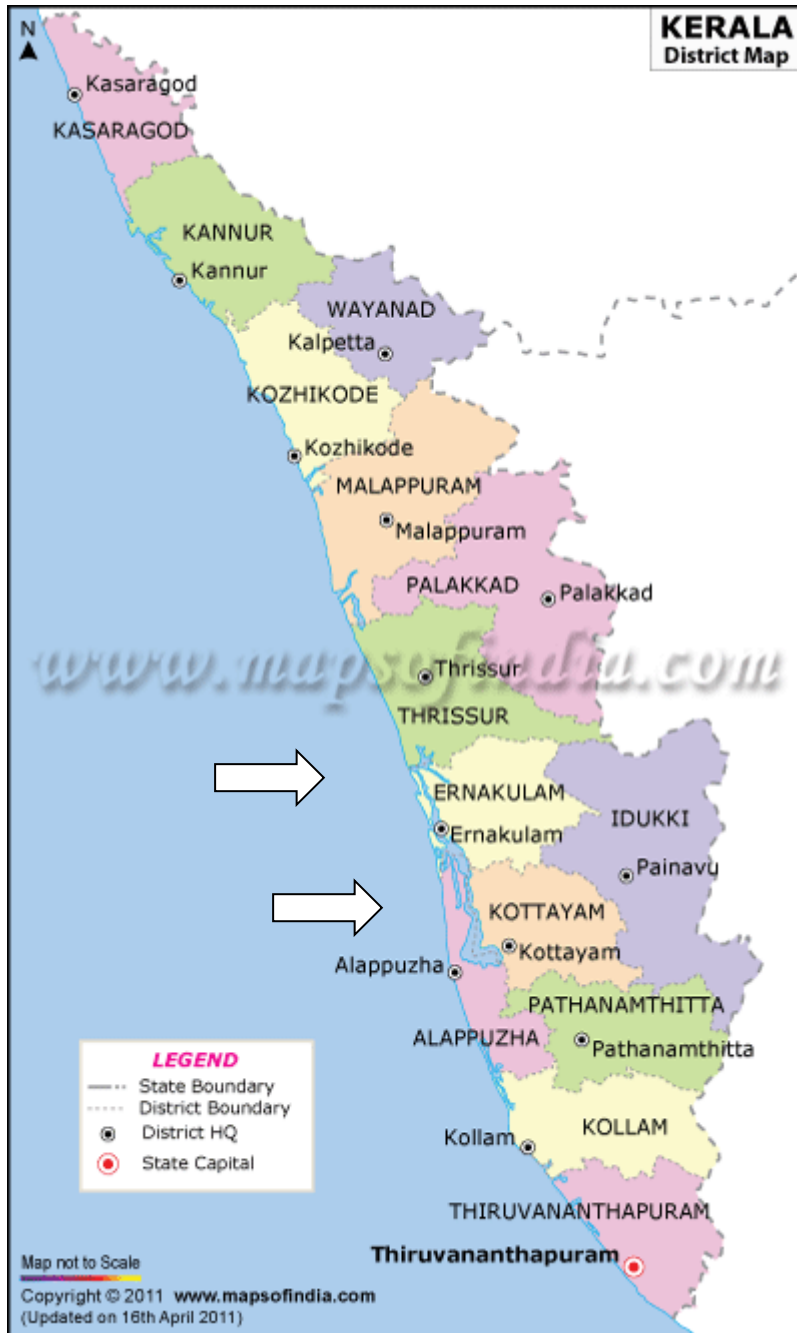 N
KERALA
District Map
Kasaragod
KASARAGOD
KANNUR
Kannur
WAYANAD
Kalpetta
KOZHIKODE
Kozhikode
MALAPPURAM
Malappuram
PALAKKAD
Palakkad
www.mapsofindia.com
Thrissur
THRISSUR
ERNAKULAM
Ernakulam
IDUKKI
Painavu
KOTTAYAM
Kottayam
Alappuzha
PATHANAMTHITTA
ALAPPUZHA
Pathanamthitta
LEGEND
State Boundary
District Boundary
District HQ
State Capital
KOLLAM
Kollam
THIRUVANANTHAPURAM
Thiruvananthapuram
Map not to Scale
Copyright © 2011 www.mapsofindia.com
(Updated on 16th April 2011)